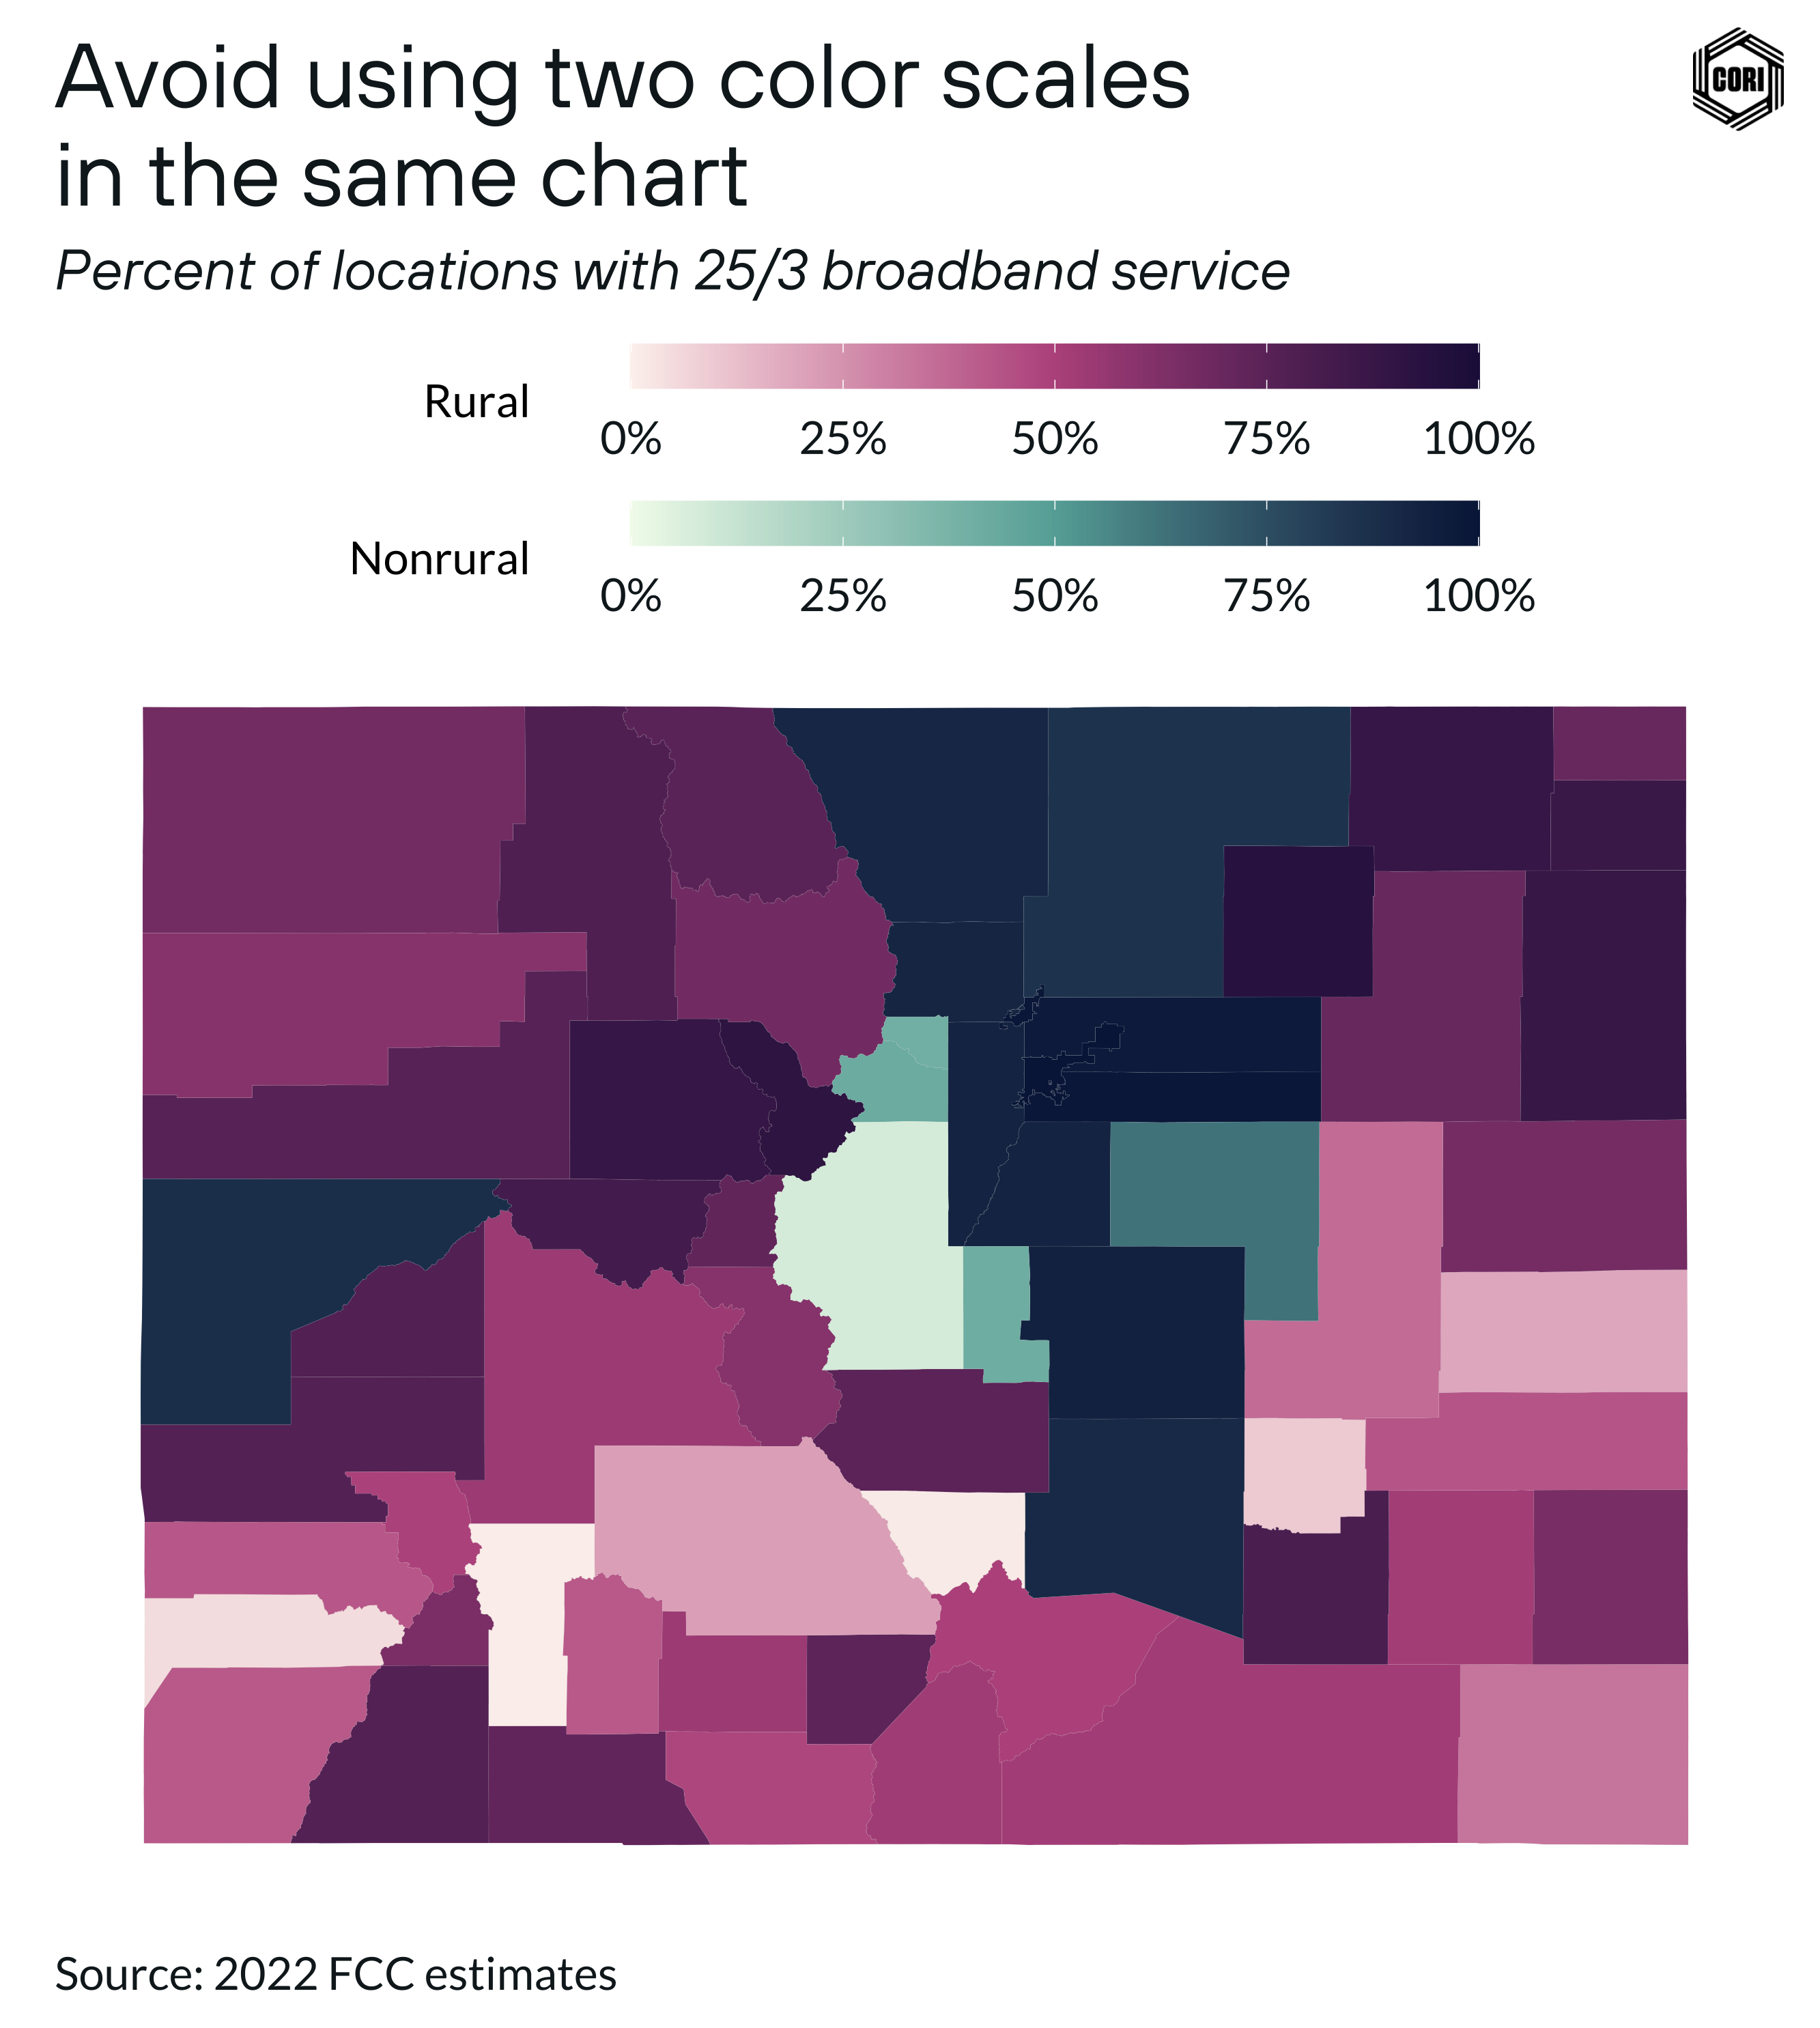 Avoid using two color scales
in the same chart
CORI
Percent of locations with 25/3 broadband service
Rural
0% 25% 50% 75% 100%
Nonrural
0% 25% 50% 75% 100%
Source: 2022 FCC estimates